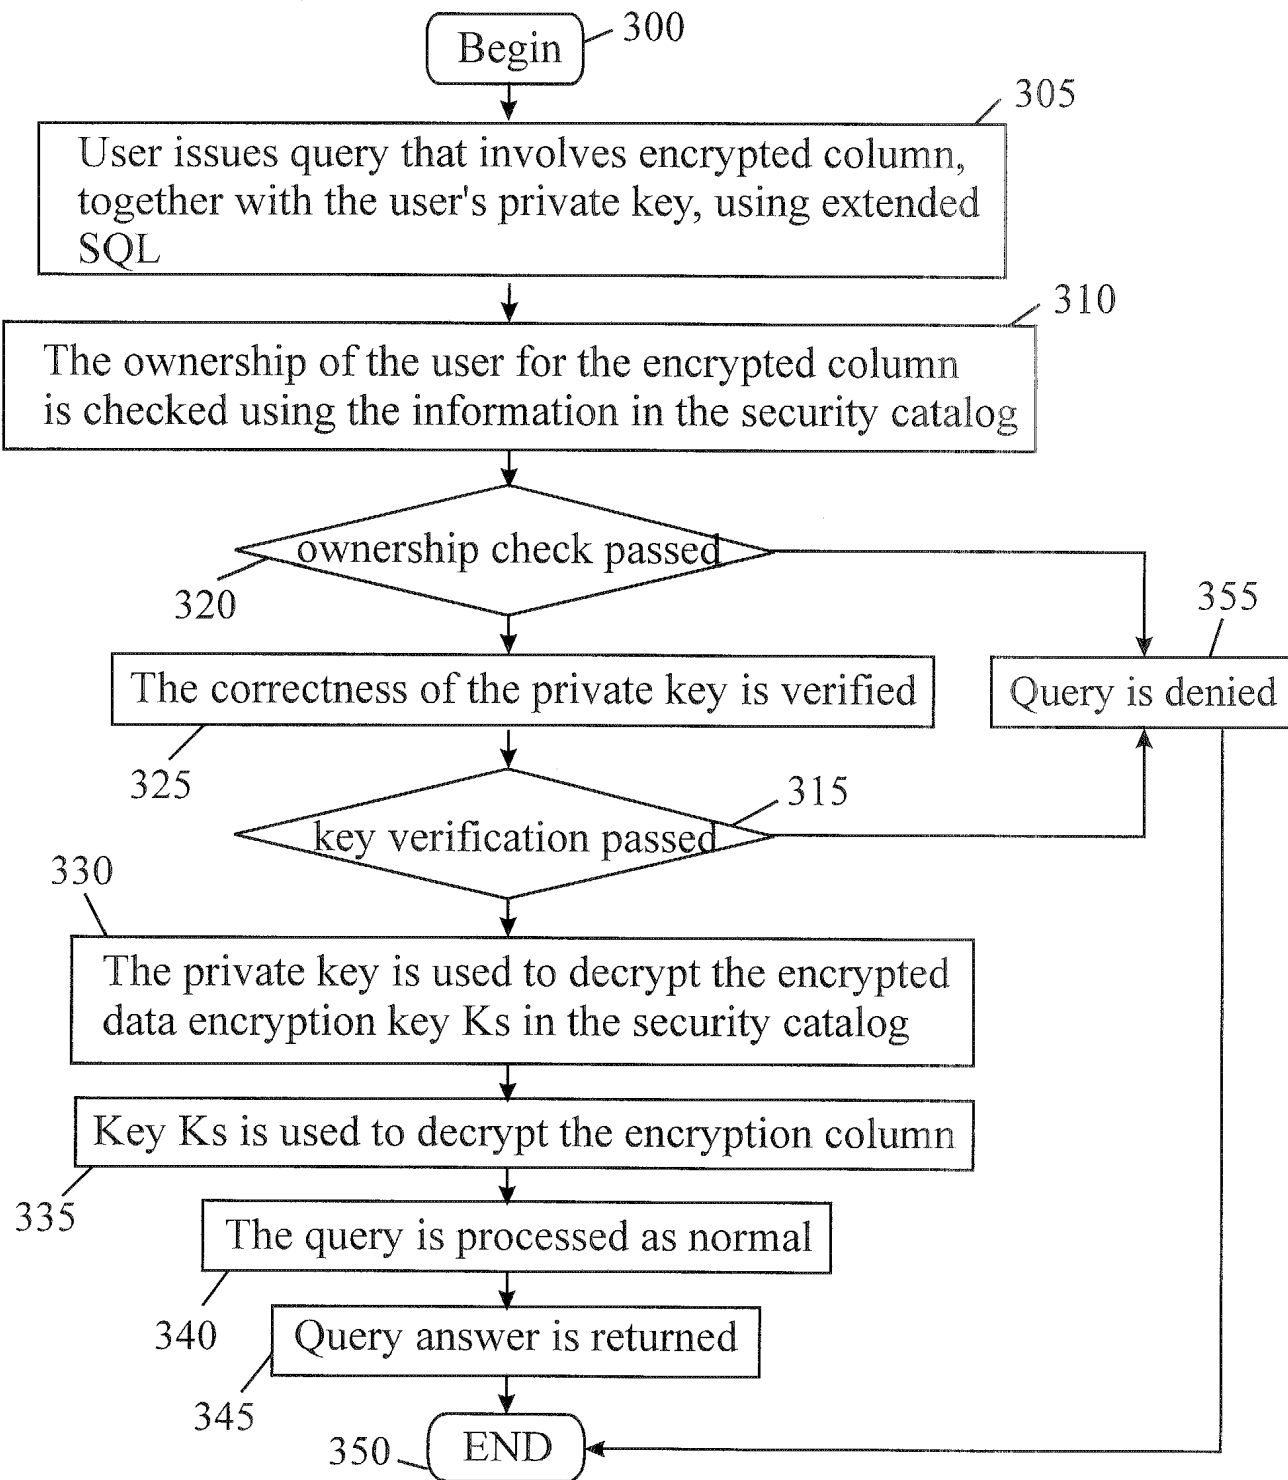 Begin
300
305
User issues query that involves encrypted column,
together with the user's private key, using extended
SQL
310
The ownership of the user for the encrypted column
is checked using the information in the security catalog
ownership check passed
320
355
The correctness of the private key is verified
Query is denied
325
315
key verification passed
330
The private key is used to decrypt the encrypted
data encryption key Ks in the security catalog
Key Ks is used to decrypt the encryption column
335
The query is processed as normal
340
Query answer is returned
345
350
END